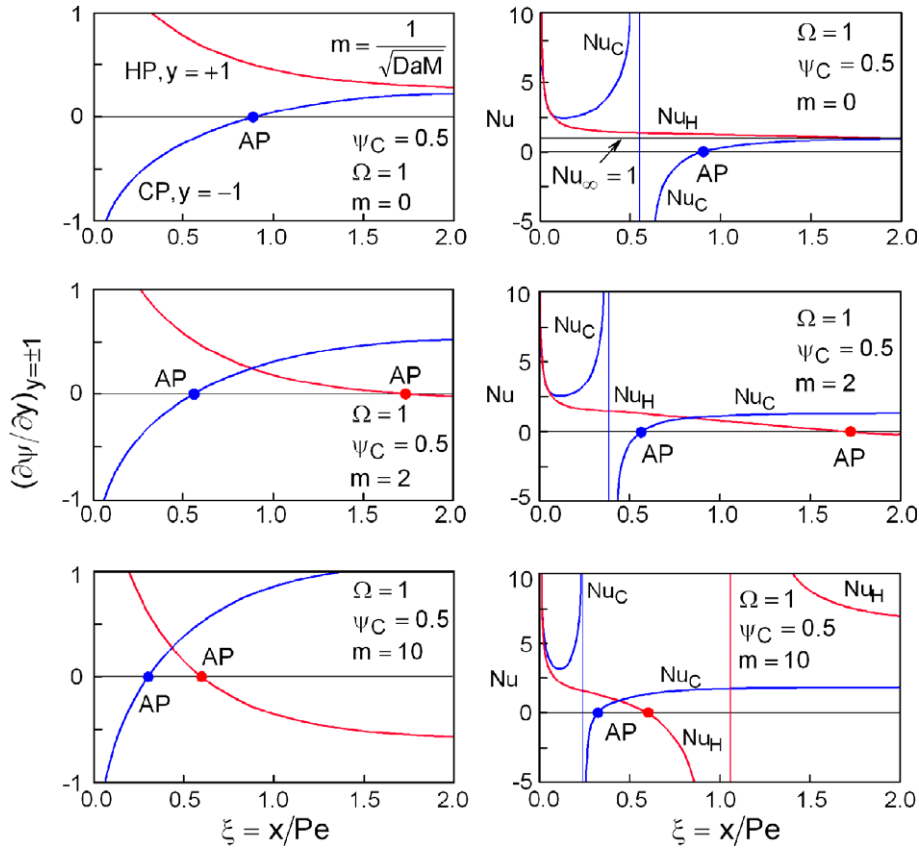 1
HP, y = +1
m = 1/√DaM
0
AP
ψC = 0.5
Ω = 1
m = 0
CP, y = −1
-1
0.0 0.5 1.0 1.5 2.0
10
NuC
Ω = 1
ψC = 0.5
m = 0
5
Nu
NuH
0
Nu∞ = 1
AP
NuC
-5
0.0 0.5 1.0 1.5 2.0
(∂ψ/∂y)y=±1
1
AP
AP
0
Ω = 1
ψC = 0.5
m = 2
-1
0.0 0.5 1.0 1.5 2.0
10
NuC
Ω = 1
ψC = 0.5
m = 2
5
Nu
NuH
NuC
0
AP
AP
-5
0.0 0.5 1.0 1.5 2.0
1
Ω = 1
ψC = 0.5
m = 10
AP
0
AP
-1
0.0 0.5 1.0 1.5 2.0
ξ = x/Pe
10
NuC
Ω = 1
NuH
ψC = 0.5
5
m = 10
Nu
NuC
0
AP
NuH
-5
0.0 0.5 1.0 1.5 2.0
ξ = x/Pe